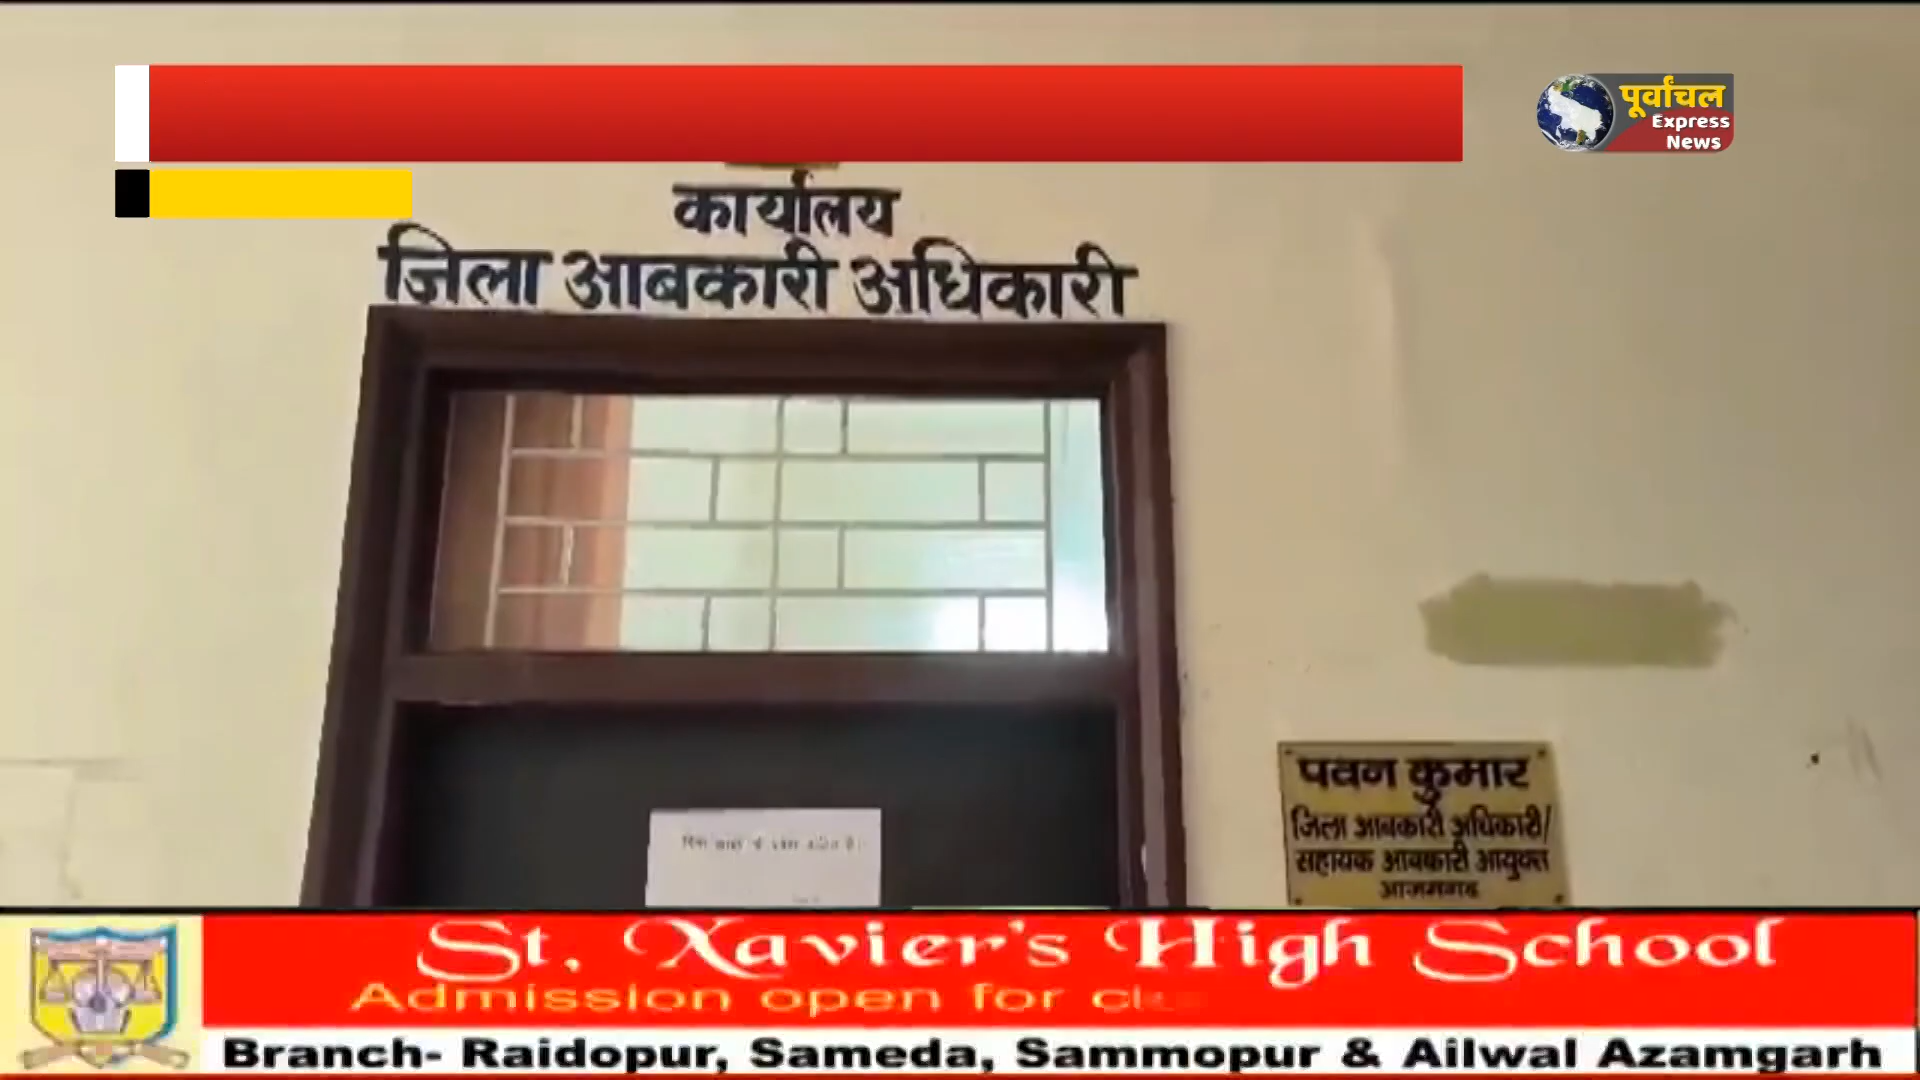 पूर्वांचल
Express
News
कार्यालय
जिला आबकारी अधिकारी
पवन कुमार
जिला आबकारी अधिकारी/
सहायक आबकारी आयुक्त
आजमगढ़
St. Xavier's High School
Admission open for
Branch- Raidopur, Sameda, Sammopur & Ailwal Azamgarh